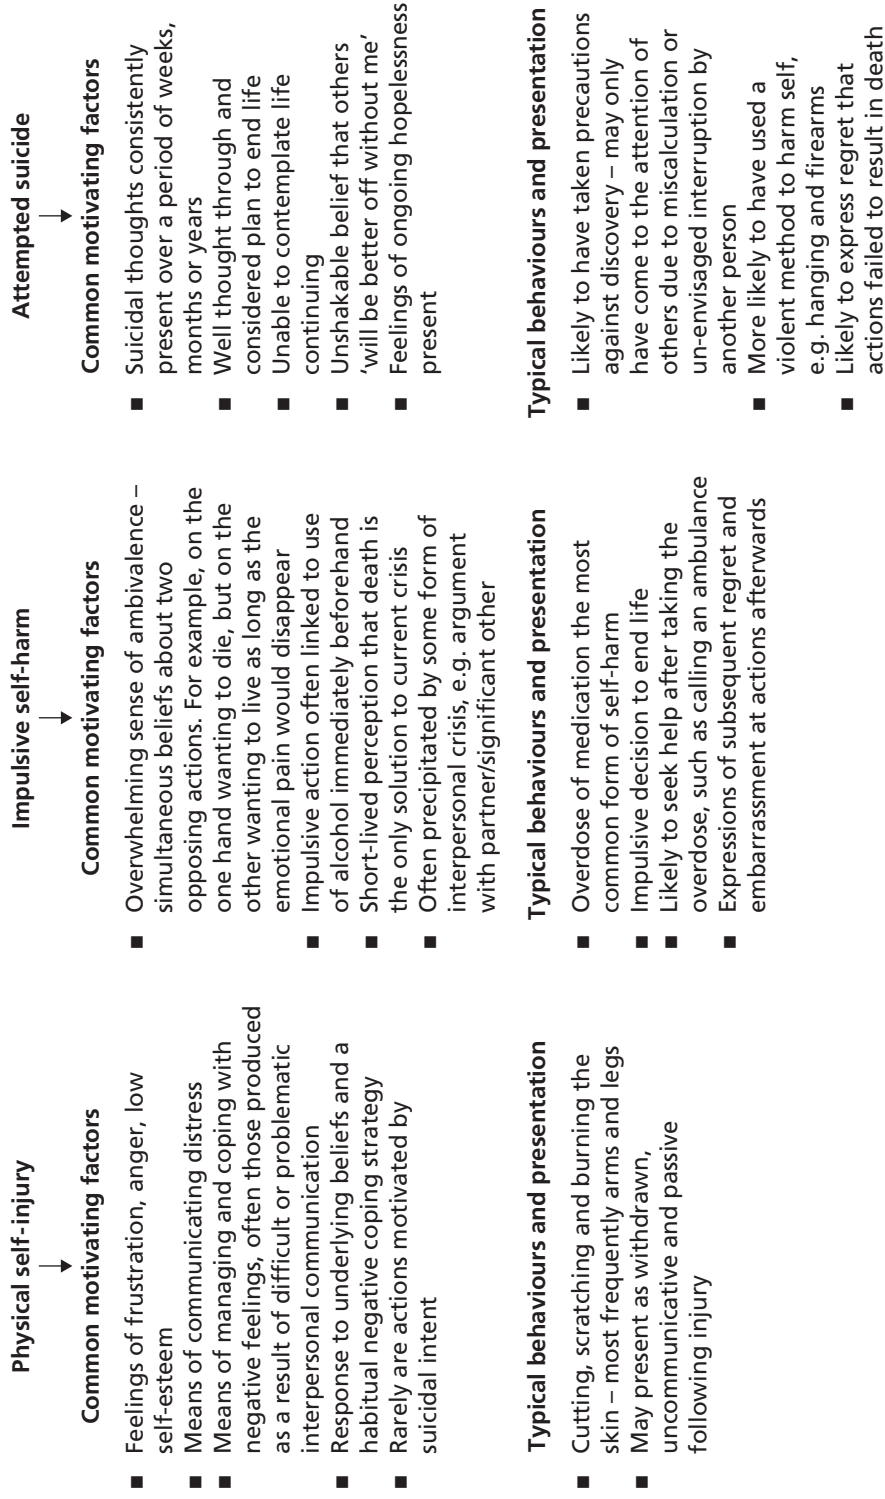 Physical self-injury
Common motivating factors
■ Feelings of frustration, anger, low
self-esteem
■ Means of communicating distress
■ Means of managing and coping with
negative feelings, often those produced
as a result of difficult or problematic
interpersonal communication
■ Response to underlying beliefs and a
habitual negative coping strategy
■ Rarely are actions motivated by
suicidal intent
Typical behaviours and presentation
■ Cutting, scratching and burning the
skin – most frequently arms and legs
■ May present as withdrawn,
uncommunicative and passive
following injury
Impulsive self-harm
Common motivating factors
■ Overwhelming sense of ambivalence –
simultaneous beliefs about two
opposing actions. For example, on the
one hand wanting to die, but on the
other wanting to live as long as the
emotional pain would disappear
■ Impulsive action often linked to use
of alcohol immediately beforehand
■ Short-lived perception that death is
the only solution to current crisis
■ Often precipitated by some form of
interpersonal crisis, e.g. argument
with partner/significant other
Typical behaviours and presentation
■ Overdose of medication the most
common form of self-harm
■ Impulsive decision to end life
■ Likely to seek help after taking the
overdose, such as calling an ambulance
■ Expressions of subsequent regret and
embarrassment at actions afterwards
Attempted suicide
Common motivating factors
■ Suicidal thoughts consistently
present over a period of weeks,
months or years
■ Well thought through and
considered plan to end life
■ Unable to contemplate life
continuing
■ Unshakable belief that others
‘will be better off without me’
■ Feelings of ongoing hopelessness
present
Typical behaviours and presentation
■ Likely to have taken precautions
against discovery – may only
have come to the attention of
others due to miscalculation or
un-envisaged interruption by
another person
■ More likely to have used a
violent method to harm self,
e.g. hanging and firearms
■ Likely to express regret that
actions failed to result in death